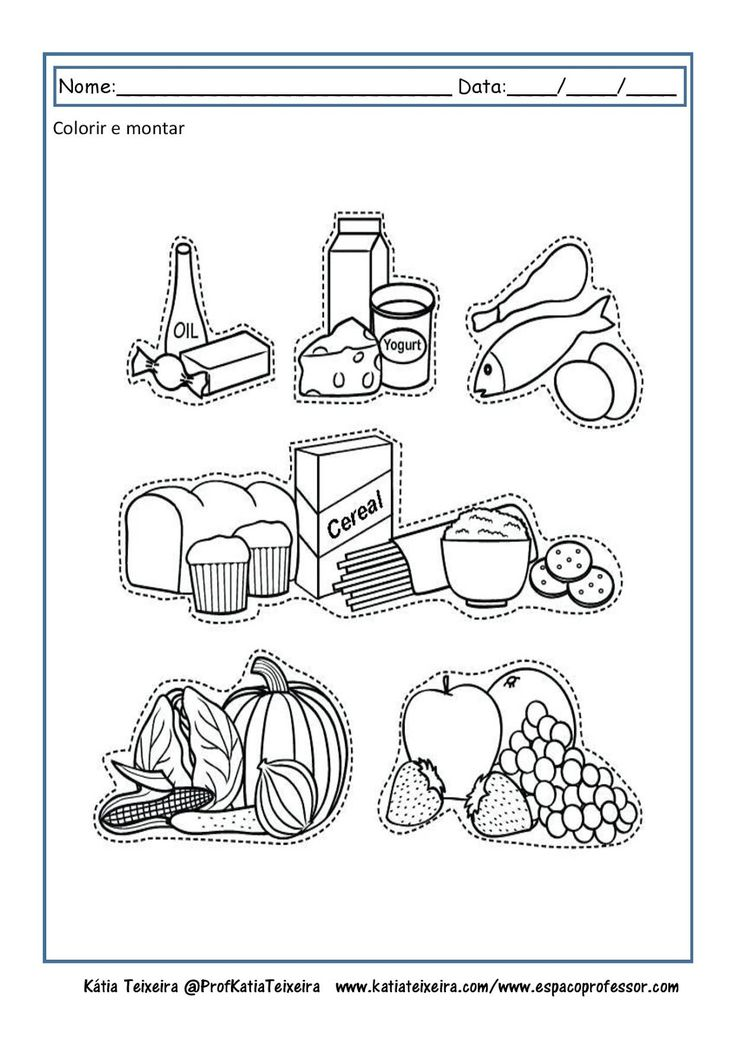 Nome:____________________________ Data:____/____/____
Colorir e montar
OIL
Yogurt
Cereal
Kátia Teixeira @ProfKatiaTeixeira www.katiateixeira.com/www.espacoprofessor.com